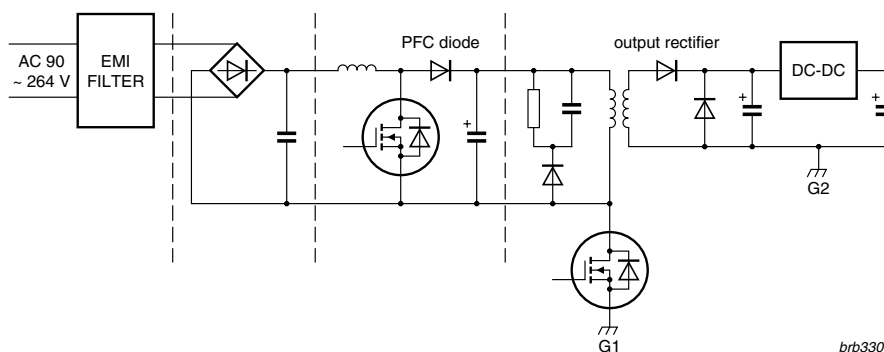 AC 90
~ 264 V
EMI
FILTER
PFC diode
output rectifier
DC-DC
+
+
+
G2
G1
brb330